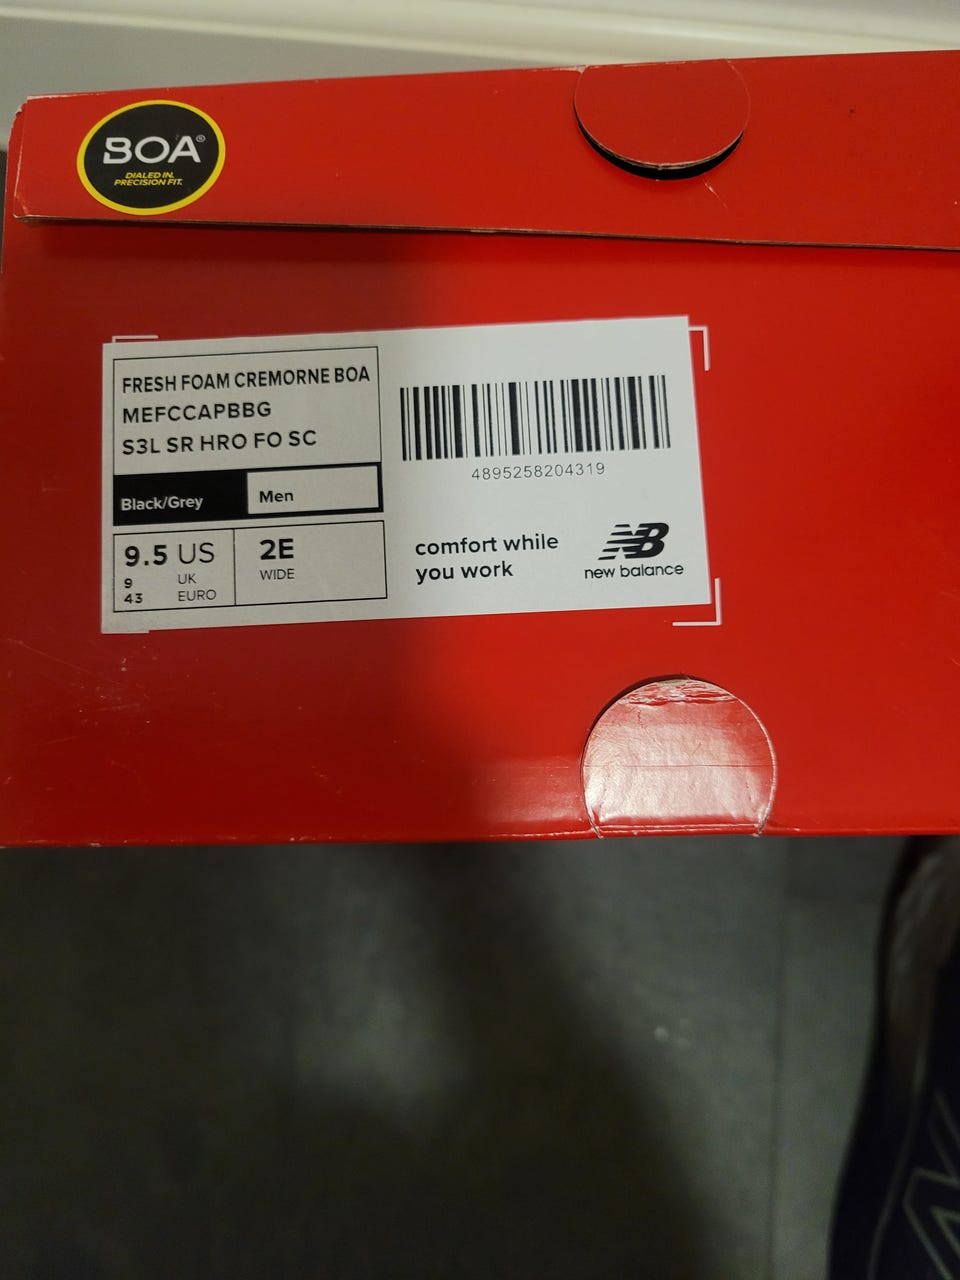 BOA®
DIALED IN.
PRECISION FIT.
FRESH FOAM CREMORNE BOA
MEFCCAPBBG
S3L SR HRO FO SC
Black/Grey
Men
9.5 US
9 UK
43 EURO
2E
WIDE
4895258204319
comfort while
you work
NB
new balance